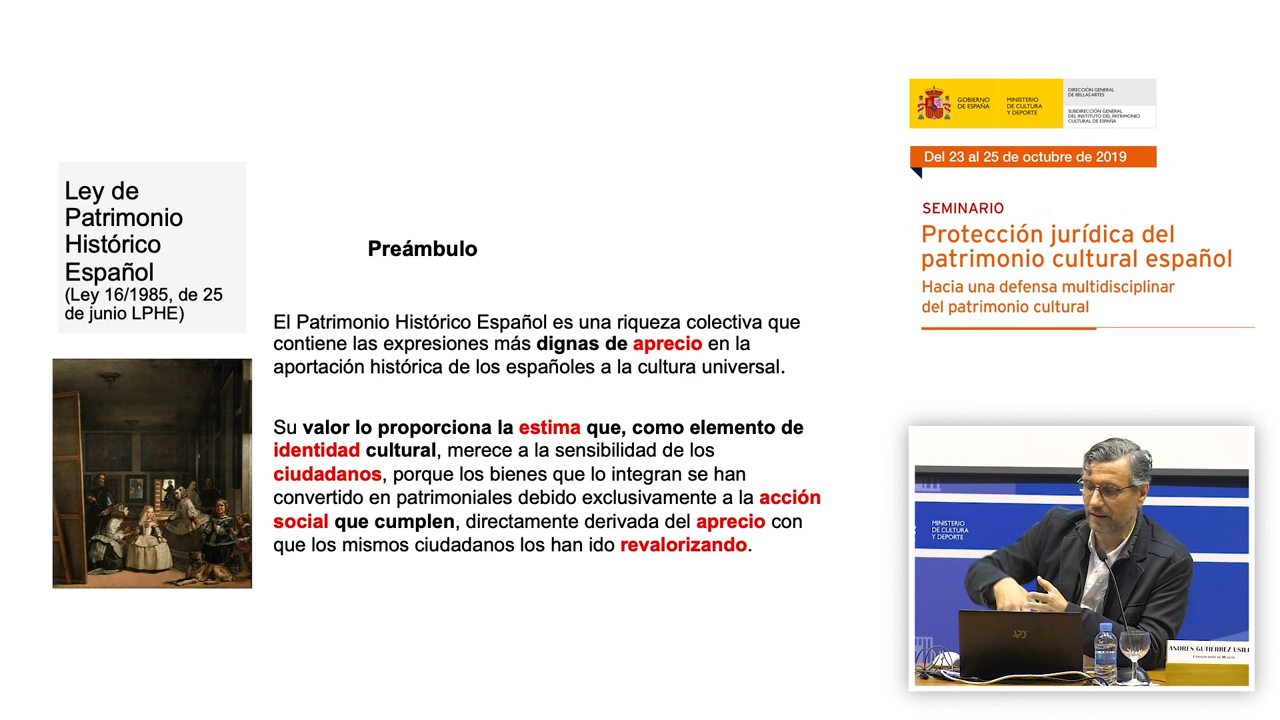 Ley de
Patrimonio
Histórico
Español
(Ley 16/1985, de 25
de junio LPHE)
Preámbulo
El Patrimonio Histórico Español es una riqueza colectiva que
contiene las expresiones más dignas de aprecio en la
aportación histórica de los españoles a la cultura universal.
Su valor lo proporciona la estima que, como elemento de
identidad cultural, merece a la sensibilidad de los
ciudadanos, porque los bienes que lo integran se han
convertido en patrimoniales debido exclusivamente a la acción
social que cumplen, directamente derivada del aprecio con
que los mismos ciudadanos los han ido revalorizando.
GOBIERNO
DE ESPAÑA
MINISTERIO
DE CULTURA
Y DEPORTE
DIRECCIÓN GENERAL
DE BELLAS ARTES
SUBDIRECCIÓN GENERAL
DEL INSTITUTO DEL PATRIMONIO
CULTURAL DE ESPAÑA
Del 23 al 25 de octubre de 2019
SEMINARIO
Protección jurídica del
patrimonio cultural español
Hacia una defensa multidisciplinar
del patrimonio cultural
MINISTERIO
DE CULTURA
Y DEPORTE
ANDRÉS GUTIÉRREZ
CONSERVADOR DE MUSEOS